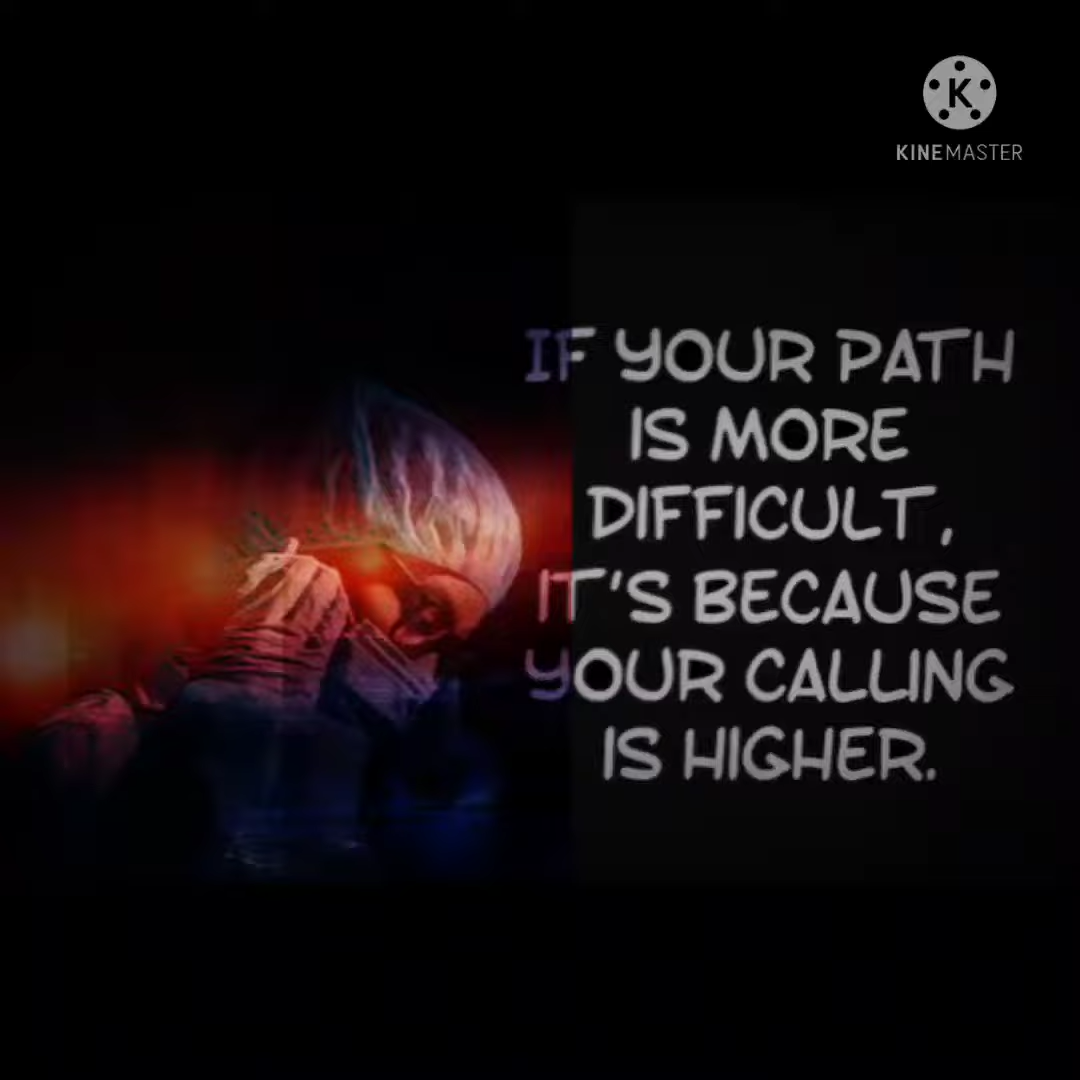 K
KINEMASTER
IF YOUR PATH
IS MORE
DIFFICULT ,
IT'S BECAUSE
YOUR CALLING
IS HIGHER.